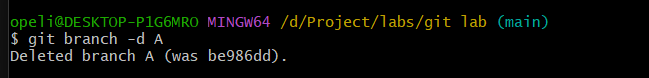 opeli@DESKTOP-P1G6MRO MINGW64 /d/Project/labs/git lab (main)
$ git branch -d A
Deleted branch A (was be986dd).